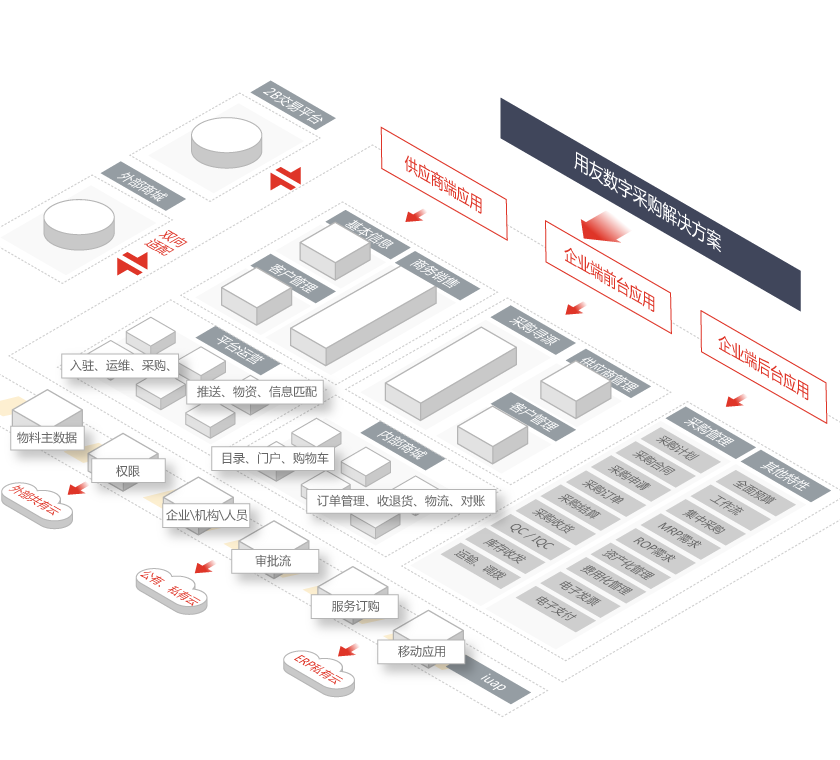 2B交易平台
外部商城
双向
适配
用友数字采购解决方案
供应商端应用
企业端前台应用
企业端后台应用
基本信息
客户管理
商务销售
平台运营
入驻、运维、采购、
推送、物资、信息匹配
采购寻源
供应商管理
客户管理
内部商城
目录、门户、购物车
订单管理、收退货、物流、对账
采购管理
其他特性
采购计划
采购合同
采购申请
采购订单
采购结算
采购收货
QC / IQC
库存收发
运输、调拨
全面预算
工作流
集中采购
MRP需求
ROP需求
资产化管理
费用化管理
电子发票
电子支付
物料主数据
权限
企业\机构\人员
审批流
服务订购
移动应用
iuap
外部共有云
公有、私有云
ERP私有云